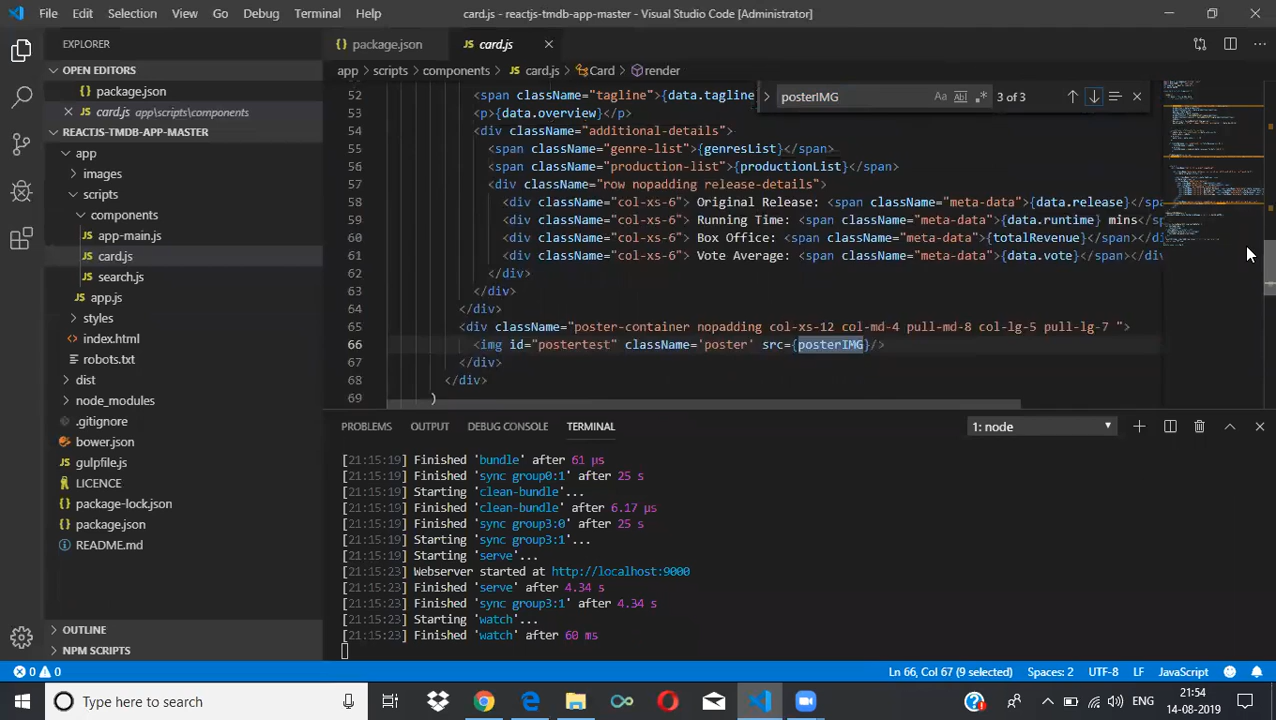 File Edit Selection View Go Debug Terminal Help card.js - reactjs-tmdb-app-master - Visual Studio Code [Administrator]
EXPLORER
OPEN EDITORS
package.json
card.js app\scripts\components
REACTJS-TMDB-APP-MASTER
app
images
scripts
components
JS app-main.js
JS card.js
JS search.js
JS app.js
styles
index.html
robots.txt
dist
node_modules
.gitignore
bower.json
gulpfile.js
LICENCE
package-lock.json
package.json
README.md
OUTLINE
NPM SCRIPTS
package.json JS card.js
app scripts components JS card.js Card render
posterIMG Aa Abl 3 of 3
52 <span className="tagline">{data.tagline
53 <p>{data.overview}</p>
54 <div className="additional-details">
55 <span className="genre-list">{genresList}</span>
56 <span className="production-list">{productionList}</span>
57 <div className="row nopadding release-details">
58 <div className="col-xs-6"> Original Release: <span className="meta-data">{data.release}</sp
59 <div className="col-xs-6"> Running Time: <span className="meta-data">{data.runtime} mins</s
60 <div className="col-xs-6"> Box Office: <span className="meta-data">{totalRevenue}</span></di
61 <div className="col-xs-6"> Vote Average: <span className="meta-data">{data.vote}</span></div
62 </div>
63 </div>
64 </div>
65 <div className="poster-container nopadding col-xs-12 col-md-4 pull-md-8 col-lg-5 pull-lg-7 ">
66 <img id="postertest" className='poster' src={posterIMG}/>
67 </div>
68 </div>
69 )
PROBLEMS OUTPUT DEBUG CONSOLE TERMINAL 1: node
[21:15:19] Finished 'bundle' after 61 μs
[21:15:19] Finished 'sync group0:1' after 25 s
[21:15:19] Starting 'clean-bundle'...
[21:15:19] Finished 'clean-bundle' after 6.17 μs
[21:15:19] Finished 'sync group3:0' after 25 s
[21:15:19] Starting 'sync group3:1'...
[21:15:19] Starting 'serve'...
[21:15:23] Webserver started at http://localhost:9000
[21:15:23] Finished 'serve' after 4.34 s
[21:15:23] Finished 'sync group3:1' after 4.34 s
[21:15:23] Starting 'watch'...
[21:15:23] Finished 'watch' after 60 ms
0 0 Ln 66, Col 67 (9 selected) Spaces: 2 UTF-8 LF JavaScript
Type here to search ENG 21:54
14-08-2019